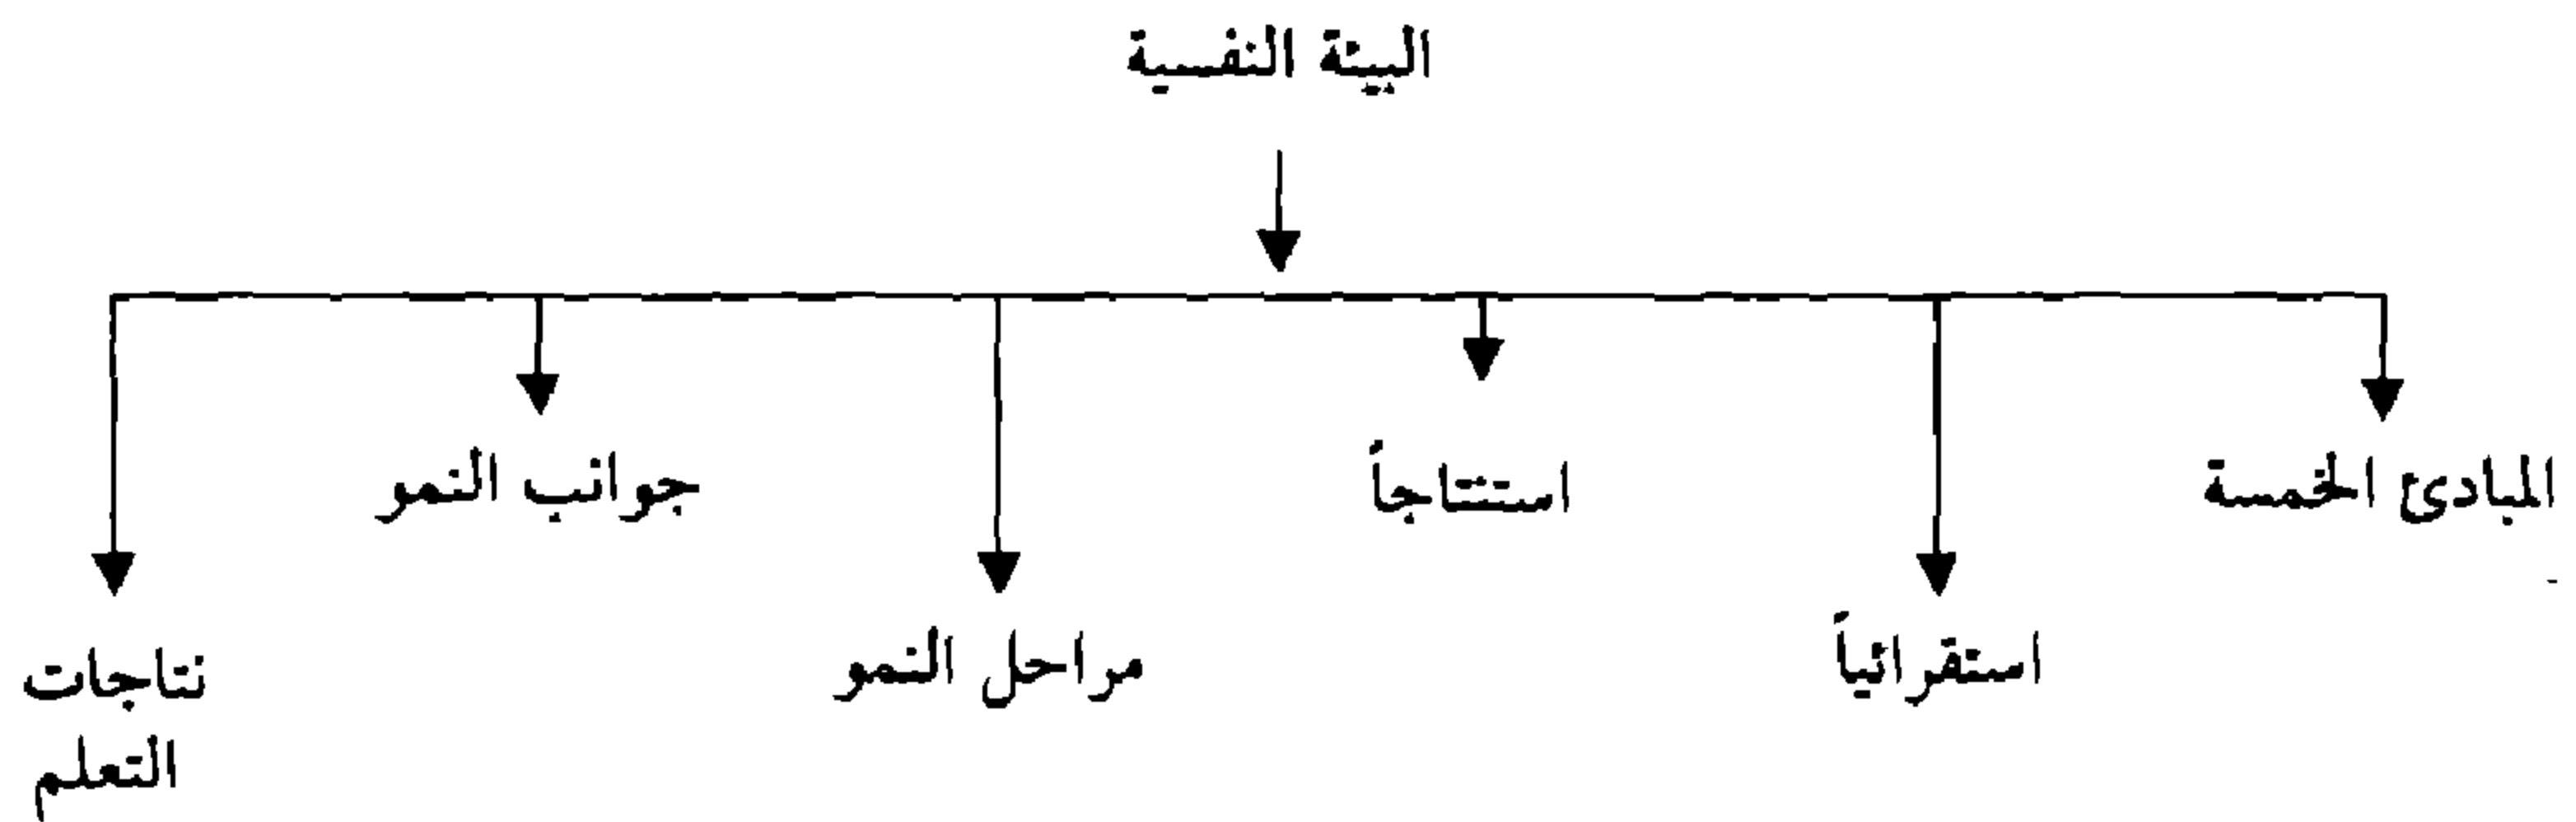 البيئة النفسية
المبادئ الخمسة
استقرائياً
استنتاجاً
مراحل النمو
جوانب النمو
نتاجات
التعلم